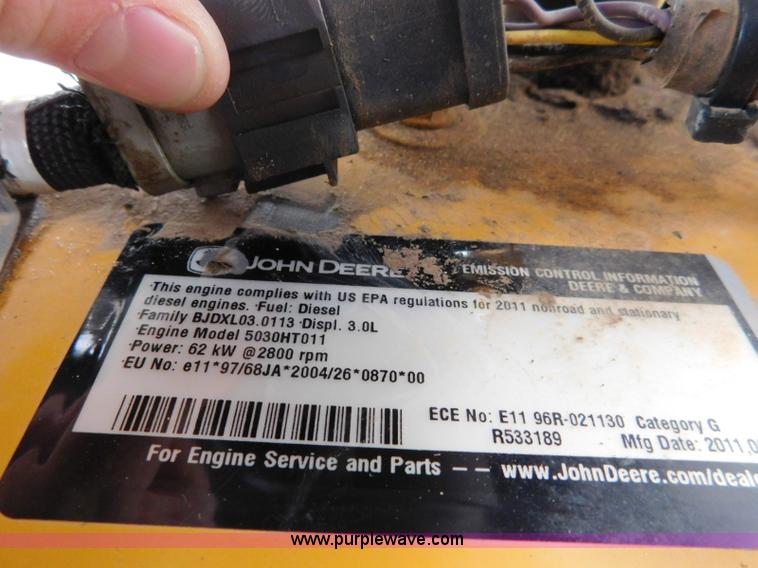 JOHN DEERE EMISSION CONTROL INFORMATION
DEERE & COMPANY
This engine complies with US EPA regulations for 2011 nonroad and stationary
diesel engines. Fuel: Diesel
Family BJDXL03.0113 Displ. 3.0L
Engine Model 5030HT011
Power: 62 kW @2800 rpm
EU No: e11*97/68JA*2004/26*0870*00
ECE No: E11 96R-021130 Category G
R533189 Mfg Date: 2011,0
For Engine Service and Parts -- www.JohnDeere.com/deale
www.purplewave.com